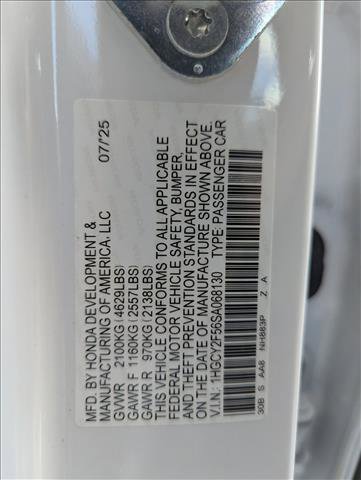 MFD. BY HONDA DEVELOPMENT & 07/25
MANUFACTURING OF AMERICA, LLC
GVWR 2100KG (4629LBS)
GAWR F 1160KG (2557LBS)
GAWR R 970KG (2138LBS)
THIS VEHICLE CONFORMS TO ALL APPLICABLE
FEDERAL MOTOR VEHICLE SAFETY, BUMPER,
AND THEFT PREVENTION STANDARDS IN EFFECT
ON THE DATE OF MANUFACTURE SHOWN ABOVE.
V.I.N.: 1HGCY2F56SA068130 TYPE: PASSENGER CAR
30B S AA8 NH883P Z A